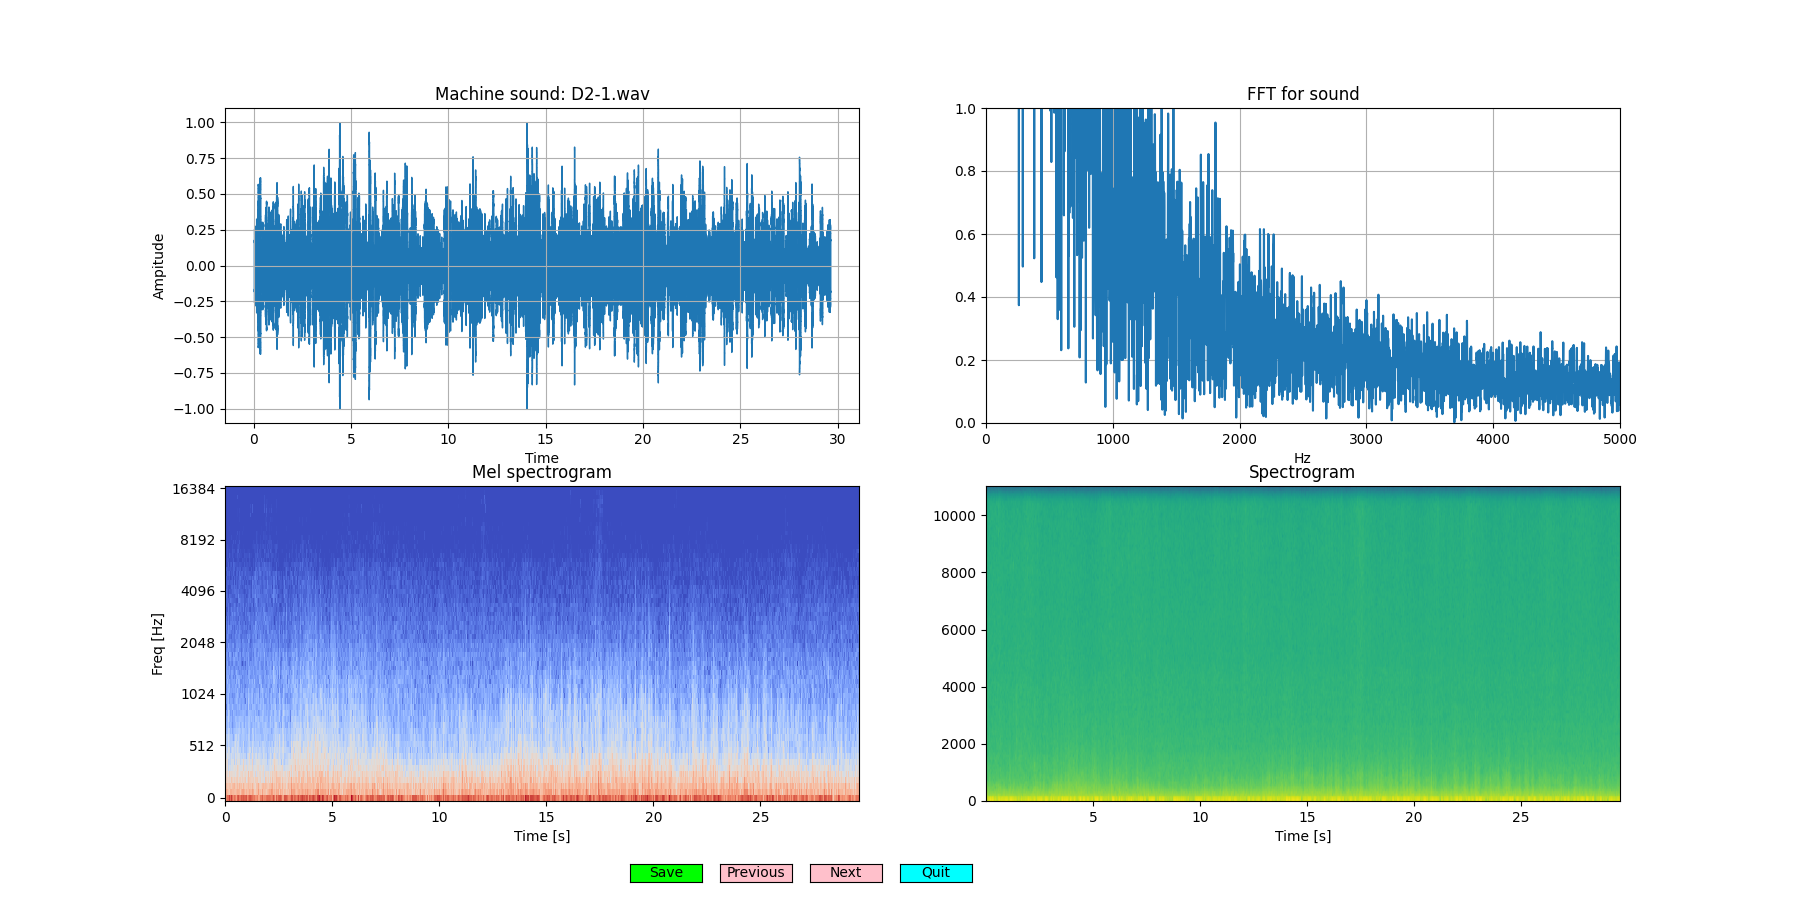 Machine sound: D2-1.wav
1.00
0.75
0.50
0.25
0.00
−0.25
−0.50
−0.75
−1.00
Ampitude
0 5 10 15 20 25 30
Time
FFT for sound
1.0
0.8
0.6
0.4
0.2
0.0
0 1000 2000 3000 4000 5000
Hz
Mel spectrogram
16384
8192
4096
2048
1024
512
0
Freq [Hz]
0 5 10 15 20 25
Time [s]
Spectrogram
10000
8000
6000
4000
2000
0
5 10 15 20 25
Time [s]
Save Previous Next Quit